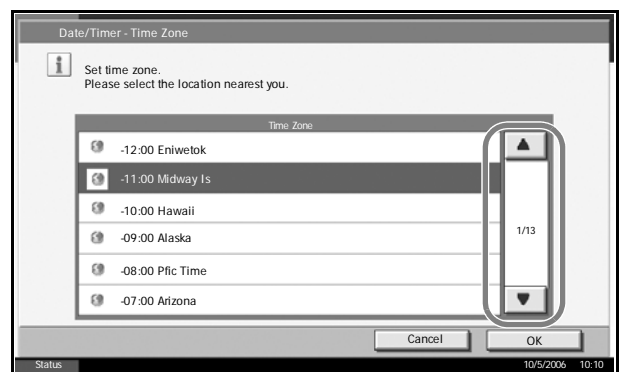 Date/Timer - Time Zone
Set time zone.
Please select the location nearest you.
Time Zone
-12:00 Eniwetok
-11:00 Midway Is
-10:00 Hawaii
-09:00 Alaska
-08:00 Pfic Time
-07:00 Arizona
1/13
Cancel
OK
Status
10/5/2006 10:10